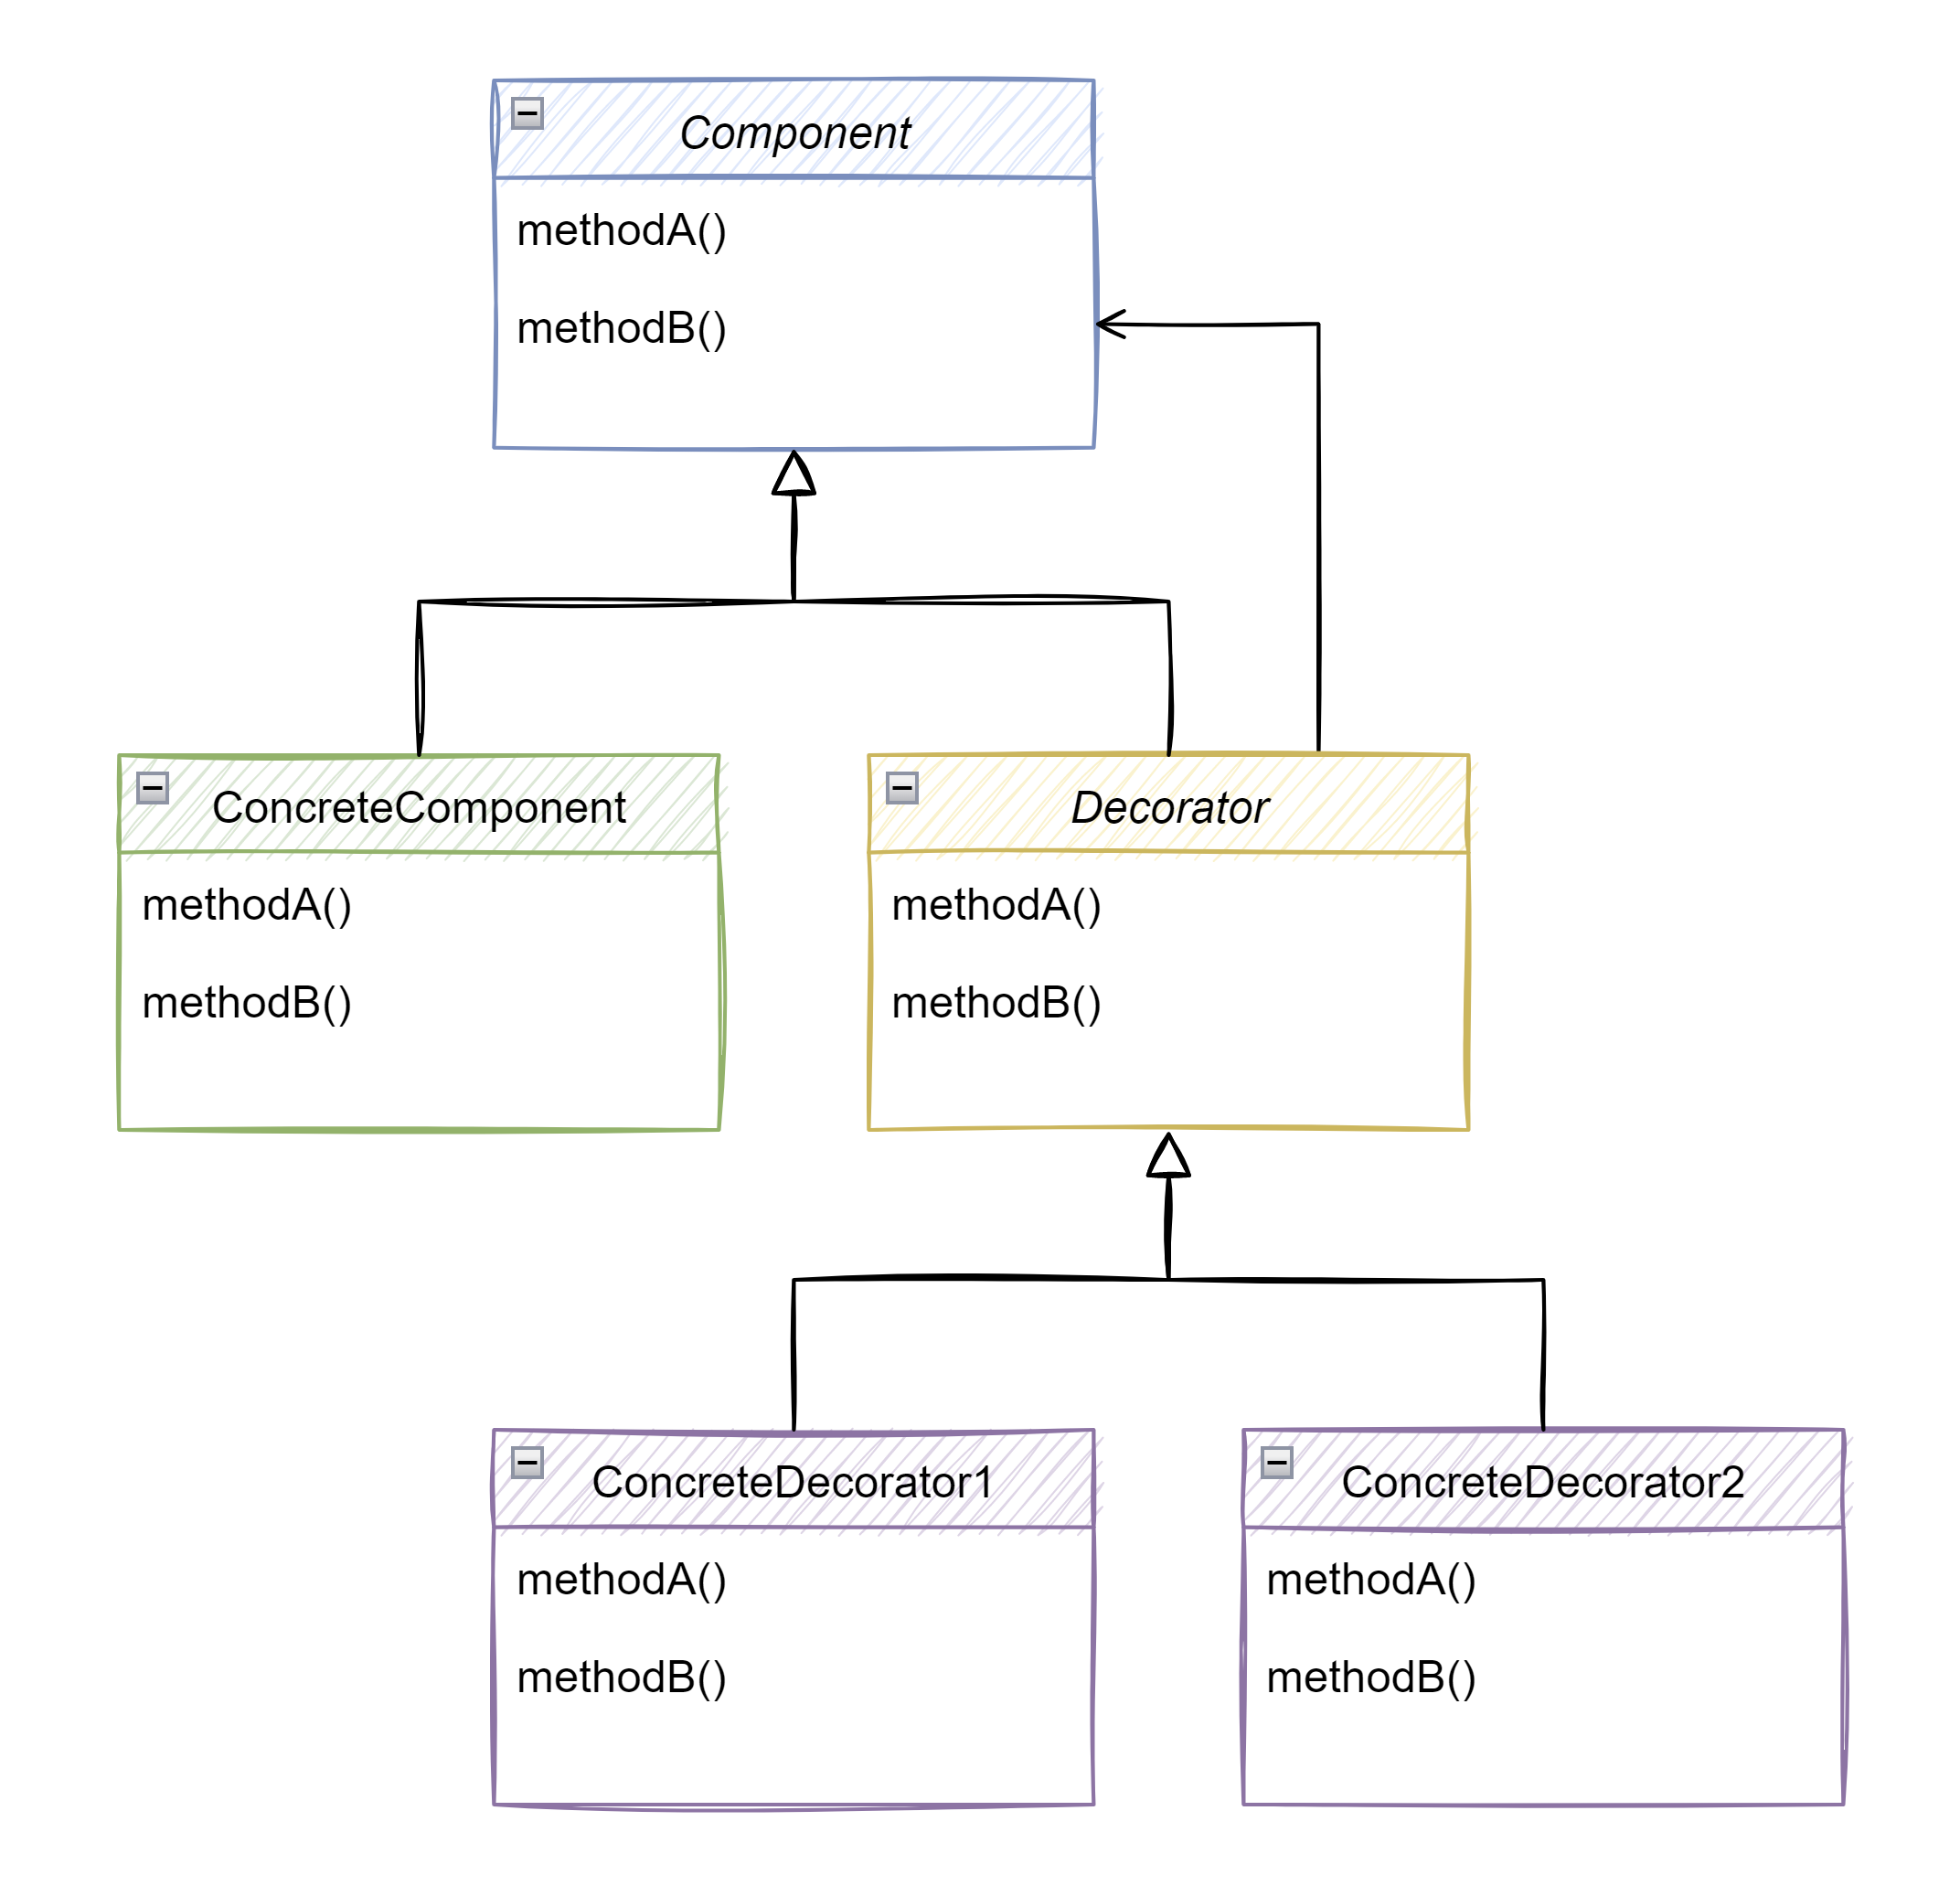 Component
methodA()
methodB()
ConcreteComponent
methodA()
methodB()
Decorator
methodA()
methodB()
ConcreteDecorator1
methodA()
methodB()
ConcreteDecorator2
methodA()
methodB()